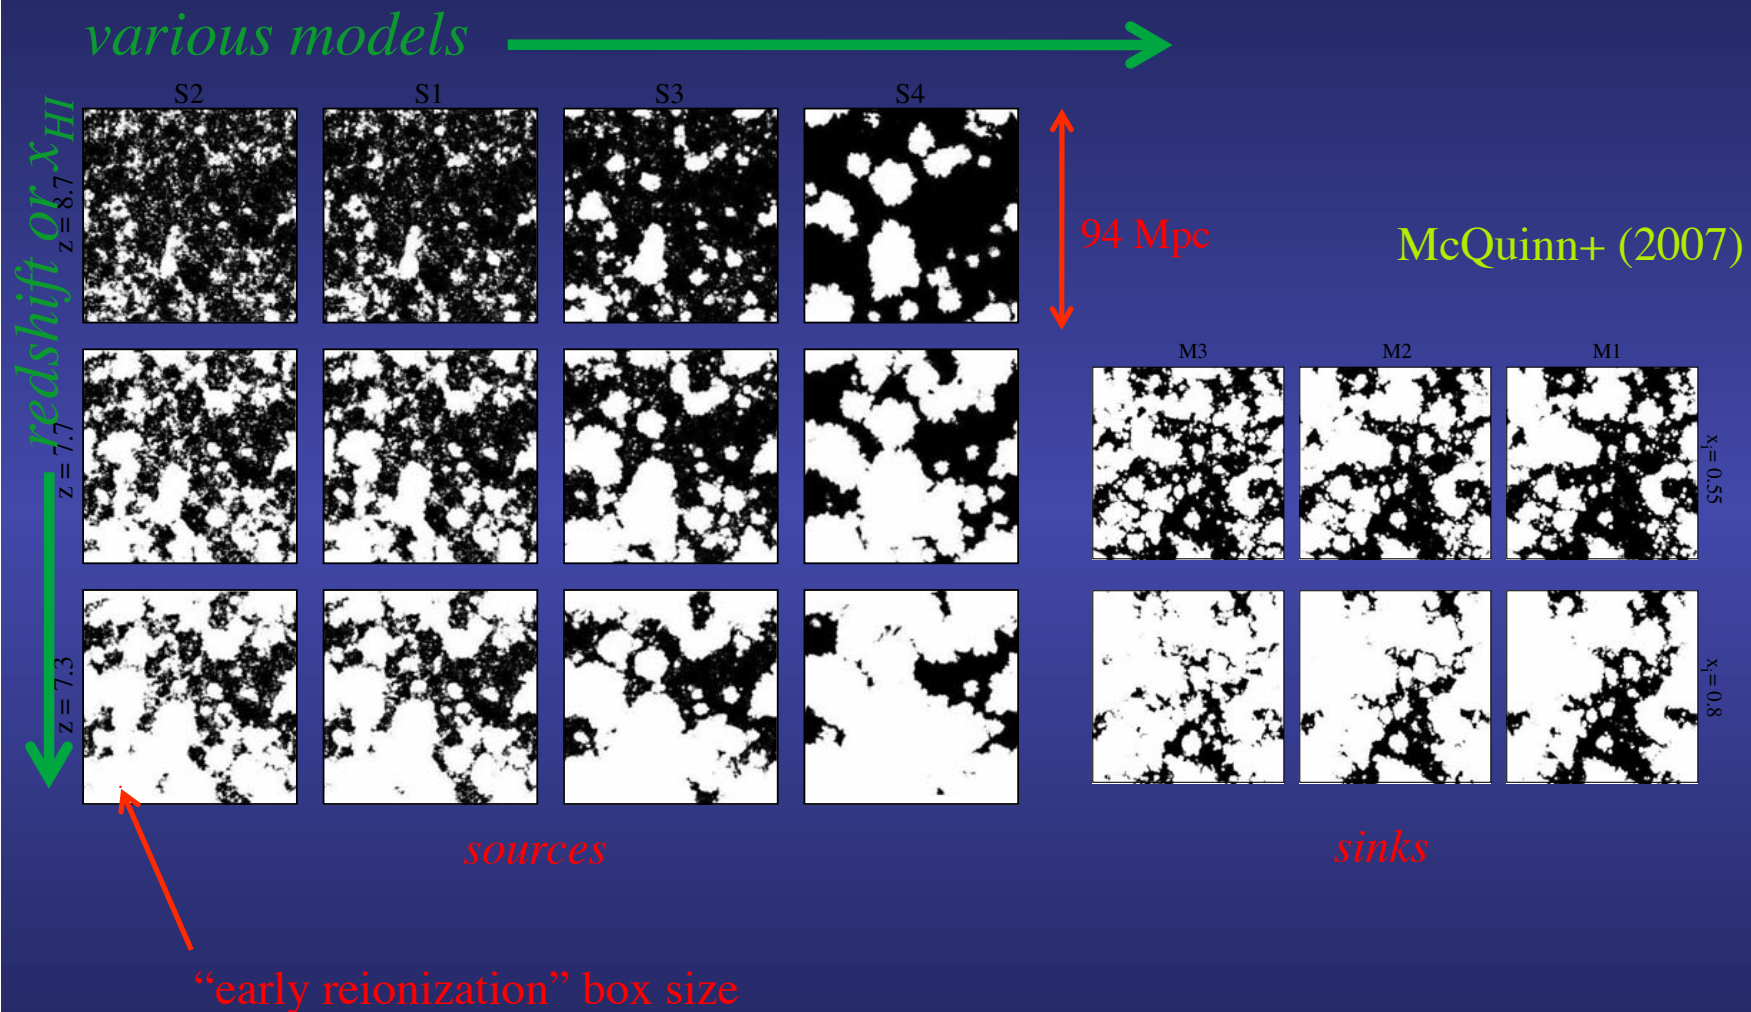 various models
redshift or x_HI
S2 S1 S3 S4
z = 8.7
94 Mpc
McQuinn+ (2007)
M3 M2 M1
z = 7.7
x_i = 0.55
z = 7.3
x_i = 0.8
sources
sinks
“early reionization” box size